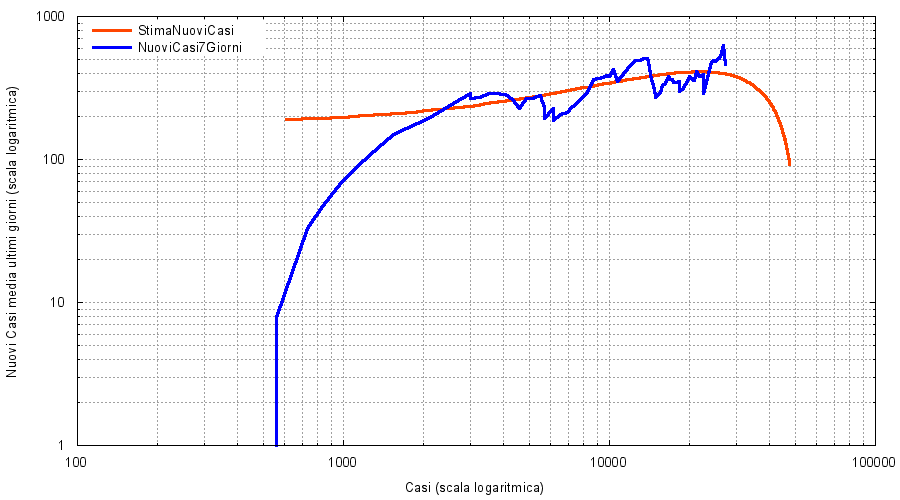 1000
StimaNuoviCasi
NuoviCasi7Giorni
100
10
1
100
1000
10000
100000
Nuovi Casi media ultimi giorni (scala logaritmica)
Casi (scala logaritmica)